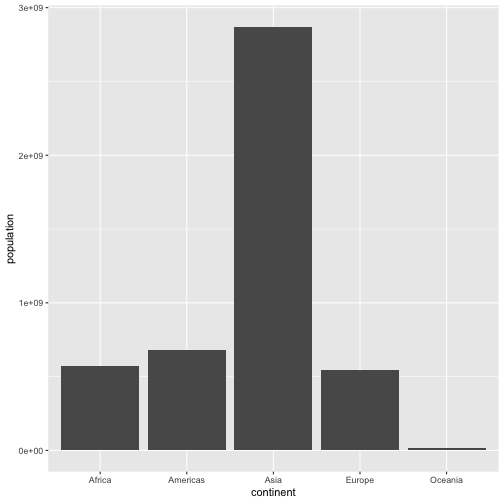 3e+09
2e+09
1e+09
0e+00
population
Africa Americas Asia Europe Oceania
continent